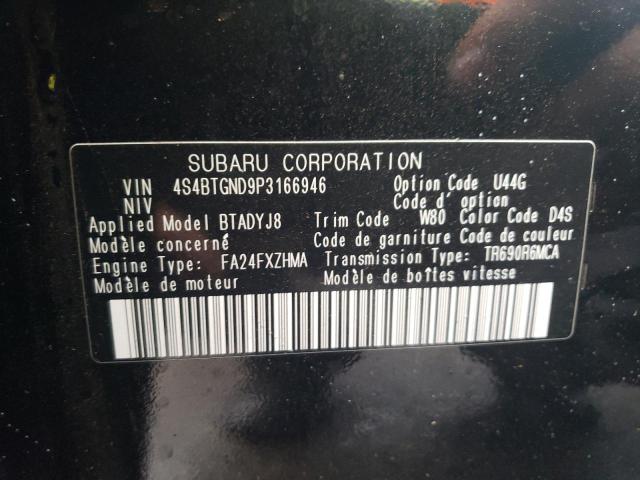 SUBARU CORPORATION
VIN 4S4BTGND9P3166946 Option Code U44G
NIV Code d'option
Applied Model BTADYJ8 Trim Code W80 Color Code D4S
Modèle concerné Code de garniture Code de couleur
Engine Type: FA24FXZHMA Transmission Type: TR690R6MCA
Modèle de moteur Modèle de boîtes vitesse